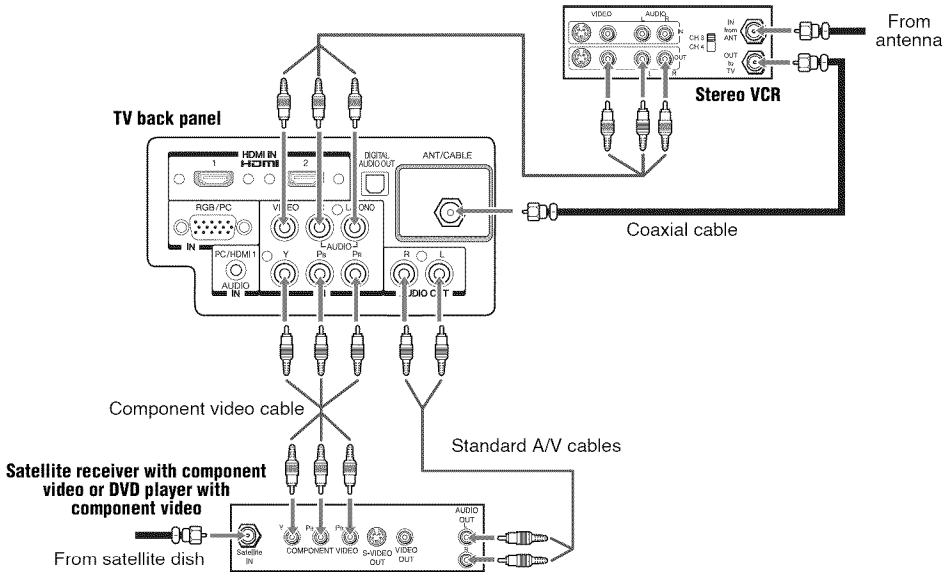 VIDEO
AUDIO
L
R
IN
OUT
L
R
CH 3
CH 4
IN
from
ANT
OUT
to
TV
From
antenna
Stereo VCR
TV back panel
HDMI IN
HDMI
1
2
DIGITAL
AUDIO OUT
ANT/CABLE
RGB/PC
IN
VIDEO
L
AUDIO
PC/HDMI 1
AUDIO
IN
Y
PB
PR
R
L
Coaxial cable
Component video cable
Standard A/V cables
Satellite receiver with component
video or DVD player with
component video
From satellite dish
Satellite
IN
Y
PB
PR
COMPONENT VIDEO
S-VIDEO
OUT
VIDEO
OUT
AUDIO
OUT
L